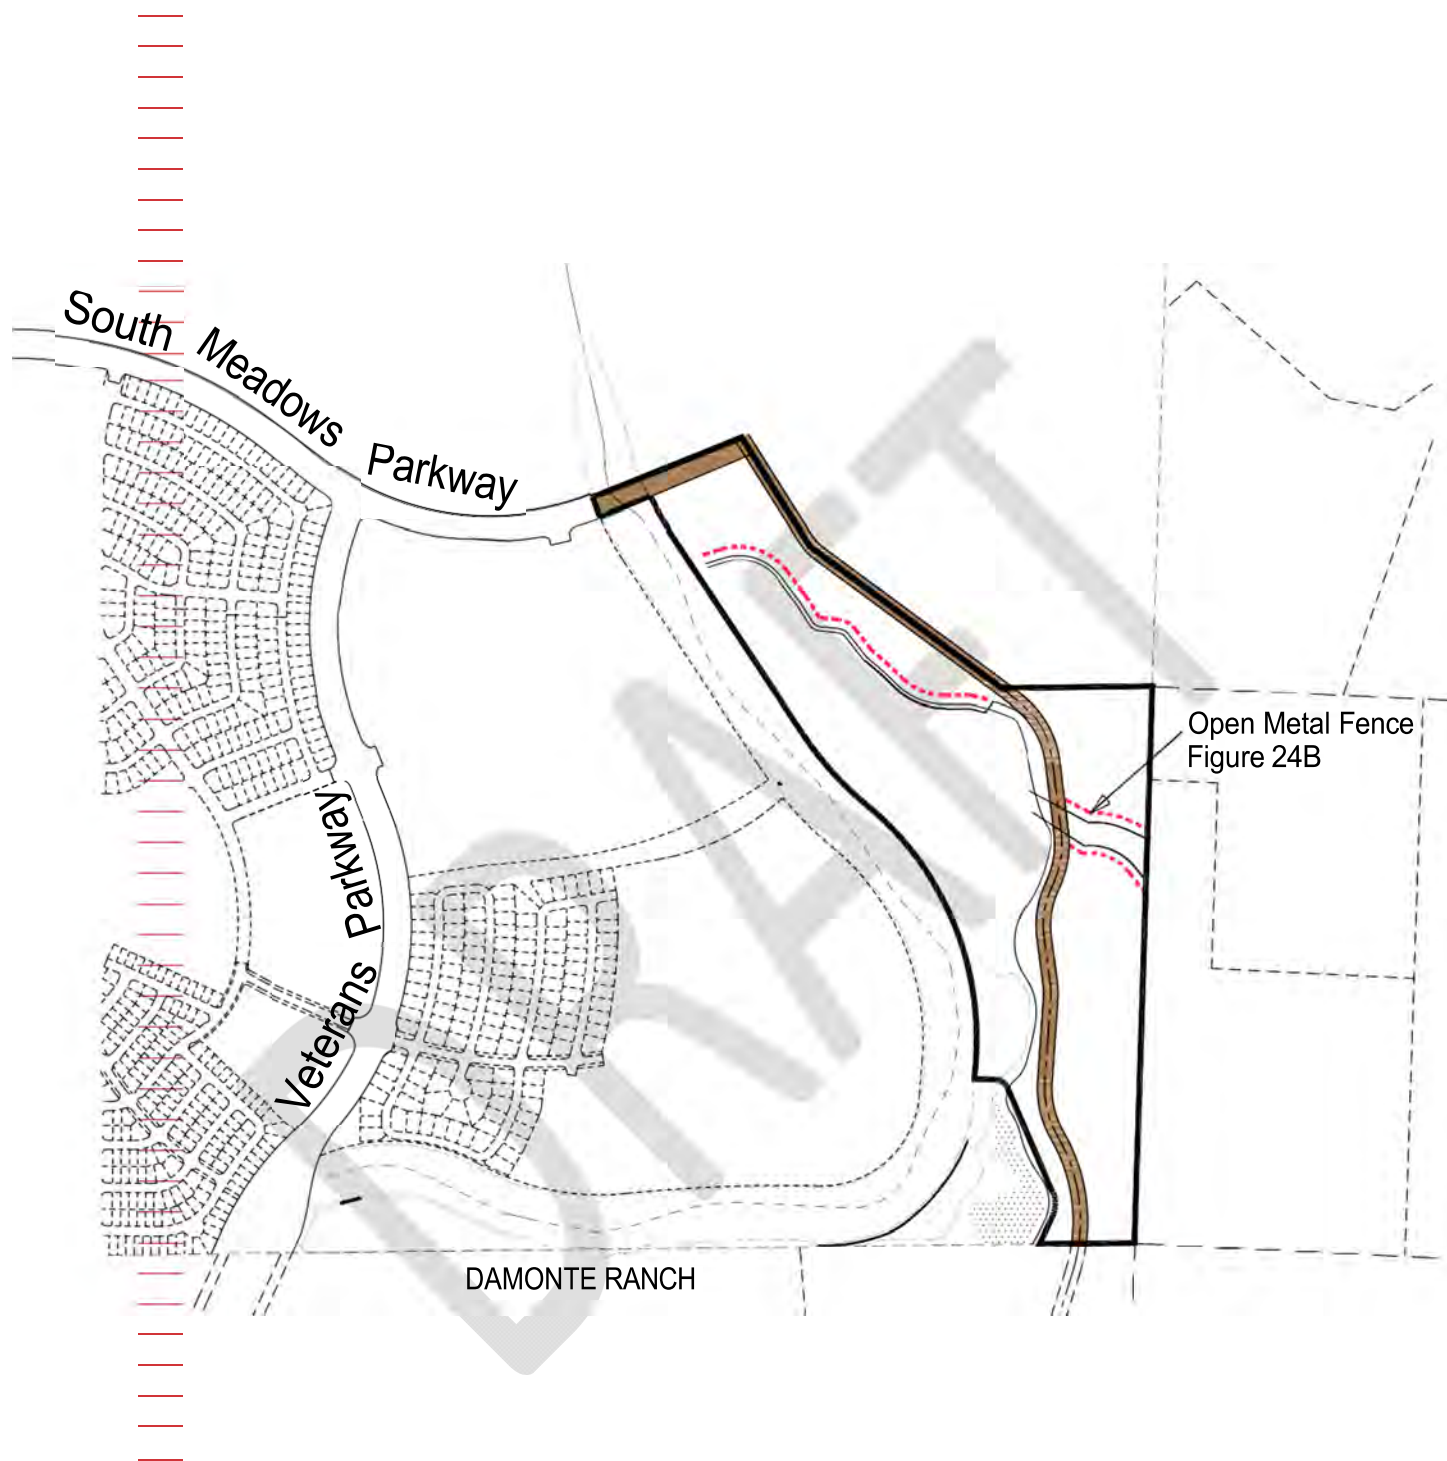 South Meadows Parkway
Open Metal Fence
Figure 24B
Veterans Parkway
DAMONTE RANCH
DRAFT